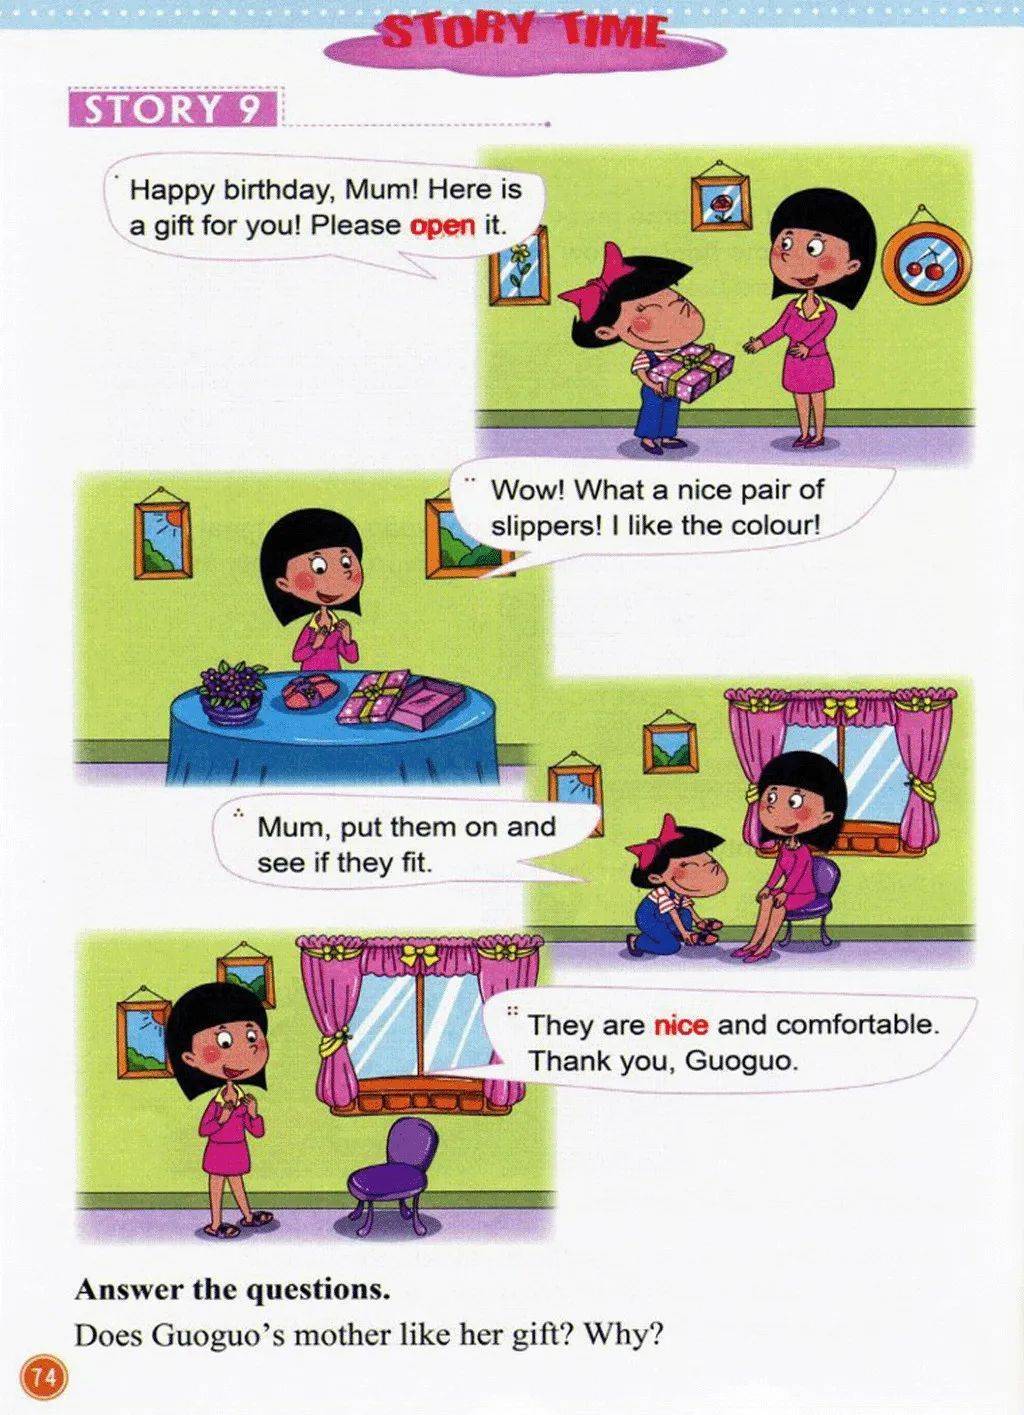 STORY TIME
STORY 9
Happy birthday, Mum! Here is
a gift for you! Please open it.
Wow! What a nice pair of
slippers! I like the colour!
Mum, put them on and
see if they fit.
They are nice and comfortable.
Thank you, Guoguo.
Answer the questions.
Does Guoguo's mother like her gift? Why?
74